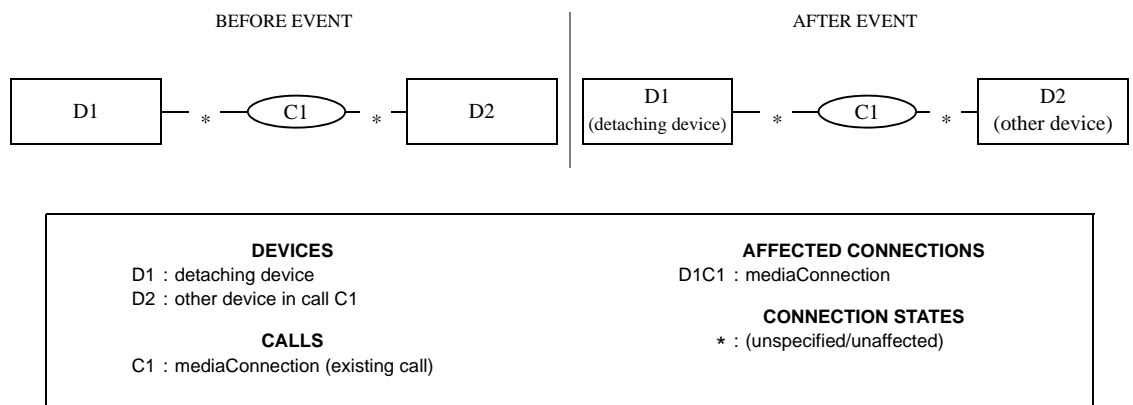 BEFORE EVENT
AFTER EVENT
D1 * C1 * D2
D1 (detaching device) * C1 * D2 (other device)
DEVICES
D1 : detaching device
D2 : other device in call C1
CALLS
C1 : mediaConnection (existing call)
AFFECTED CONNECTIONS
D1C1 : mediaConnection
CONNECTION STATES
* : (unspecified/unaffected)